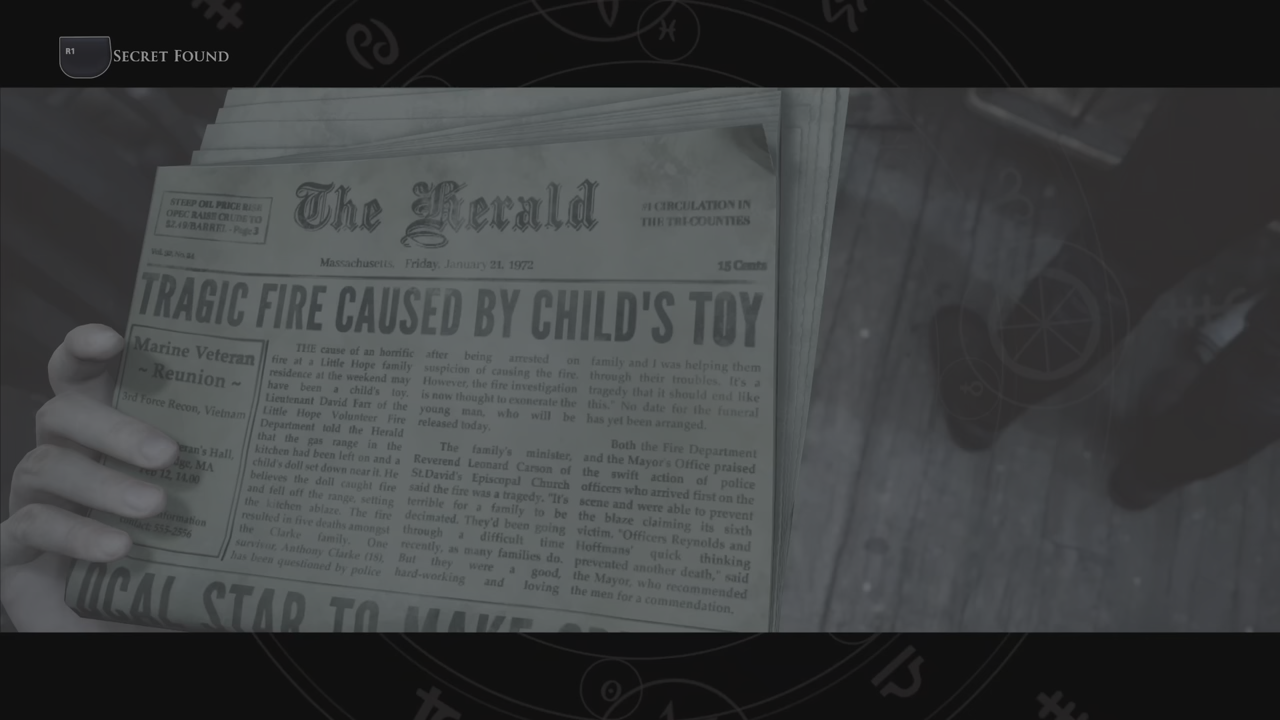 R1
SECRET FOUND
STEEP OIL PRICE RISE
OPEC RAISE CRUDE TO
$2.49/BARREL - Page 3
The Herald
#1 CIRCULATION IN
THE TRI-COUNTIES
Massachusetts, Friday, January 21, 1972
15 Cents
TRAGIC FIRE CAUSED BY CHILD'S TOY
Marine Veteran
~ Reunion ~
3rd Force Recon, Vietnam
Hall,
MA
12, 14.00
THE cause of an horrific
fire at a Little Hope family
residence at the weekend may
have been a child's toy.
Lieutenant David Farr of the
Little Hope Volunteer Fire
Department told the Herald
that the gas range in the
kitchen had been left on and a
child's doll set down near it. He
believes the doll caught fire
and fell off the range, setting
the kitchen ablaze. The fire
resulted in five deaths amongst
the Clarke family. One
survivor, Anthony Clarke (18),
has been questioned by police
after being arrested on
suspicion of causing the fire.
However, the fire investigation
is now thought to exonerate the
young man, who will be
released today.
The family's minister,
Reverend Leonard Carson of
St.David's Episcopal Church
said the fire was a tragedy. "It's
terrible for a family to be
decimated. They'd been going
through a difficult time
recently, as many families do.
But they were a good,
hard-working and loving
family and I was helping them
through their troubles. It's a
tragedy that it should end like
this." No date for the funeral
has yet been arranged.
Both the Fire Department
and the Mayor's Office praised
the swift action of police
officers who arrived first on the
scene and were able to prevent
the blaze claiming its sixth
victim. "Officers Reynolds and
Hoffmans' quick thinking
prevented another death," said
the Mayor, who recommended
the men for a commendation.
LOCAL STAR TO MAKE